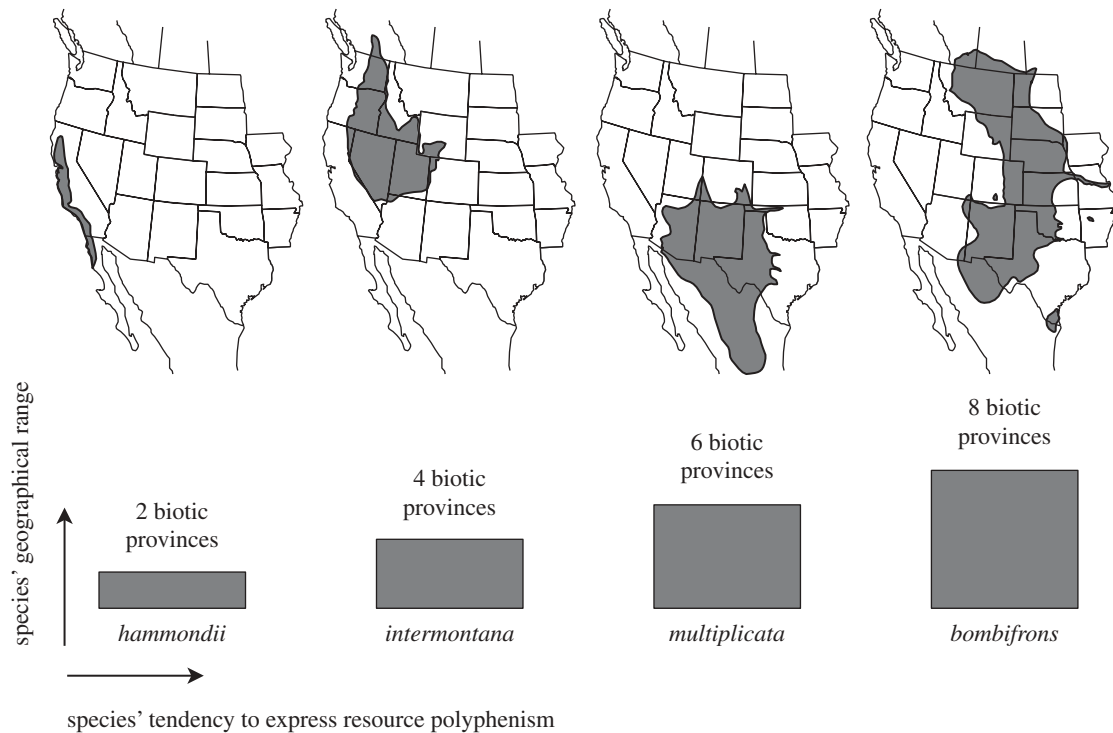 8 biotic
provinces
6 biotic
provinces
4 biotic
provinces
2 biotic
provinces
species’ geographical range
hammondii
intermontana
multiplicata
bombifrons
species’ tendency to express resource polyphenism